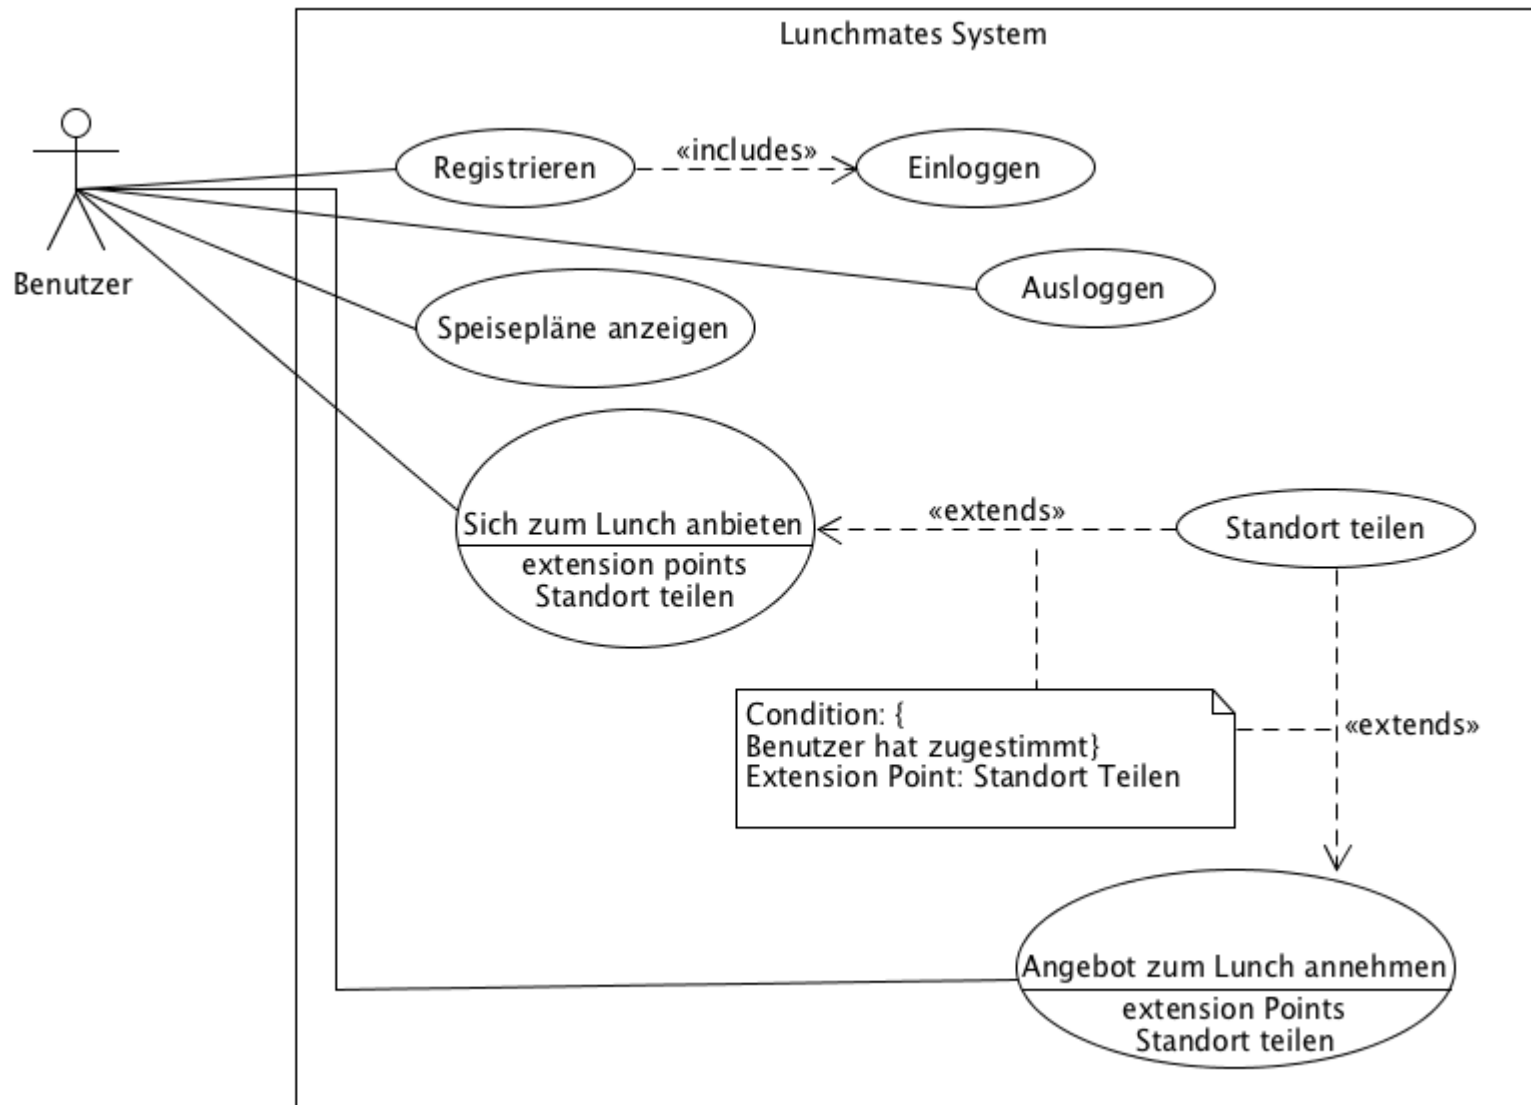 Lunchmates System
Registrieren
«includes»
Einloggen
Benutzer
Ausloggen
Speisepläne anzeigen
Sich zum Lunch anbieten
extension points
Standort teilen
«extends»
Standort teilen
Condition: {
Benutzer hat zugestimmt}
Extension Point: Standort Teilen
«extends»
Angebot zum Lunch annehmen
extension Points
Standort teilen